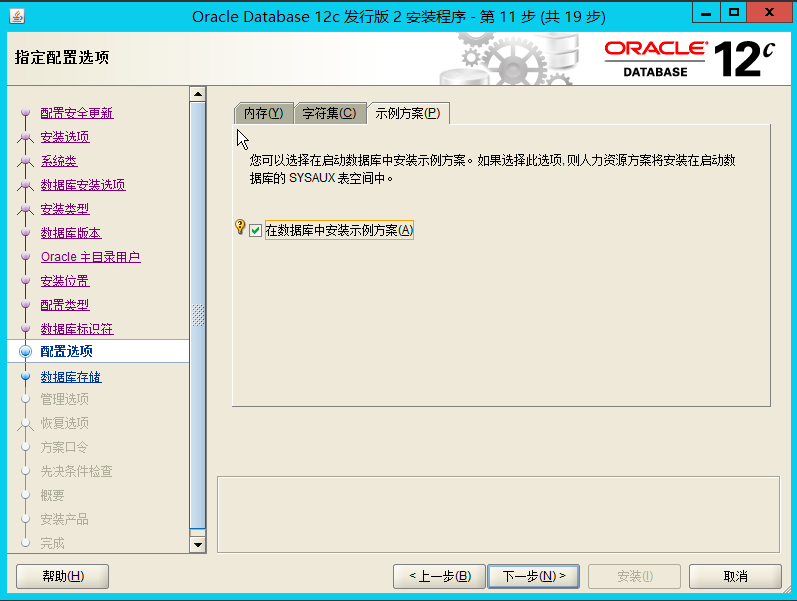 Oracle Database 12c 发行版 2 安装程序 - 第 11 步 (共 19 步)
指定配置选项
ORACLE®
DATABASE
12c
配置安全更新
安装选项
系统类
数据库安装选项
安装类型
数据库版本
Oracle 主目录用户
安装位置
配置类型
数据库标识符
配置选项
数据库存储
管理选项
恢复选项
方案口令
先决条件检查
概要
安装产品
完成
内存(Y) 字符集(C) 示例方案(P)
您可以选择在启动数据库中安装示例方案。如果选择此选项, 则人力资源方案将安装在启动数
据库的 SYSAUX 表空间中。
在数据库中安装示例方案(A)
帮助(H) < 上一步(B) 下一步(N) > 安装(I) 取消